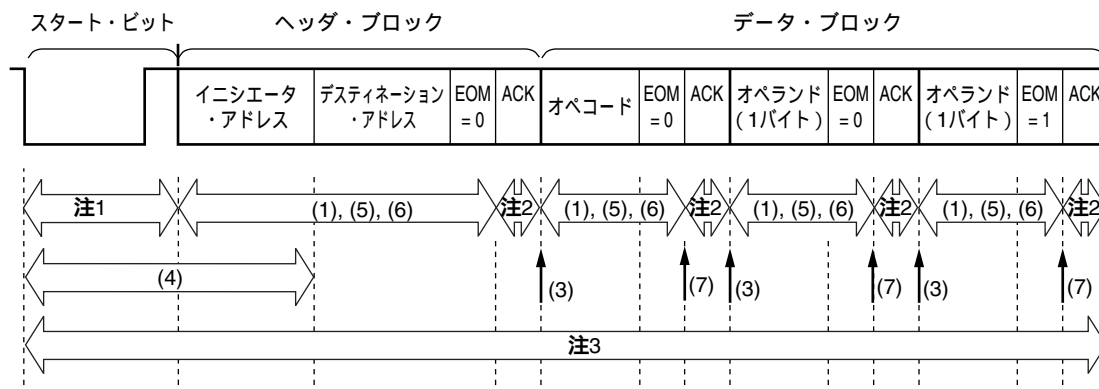 スタート・ビット ヘッダ・ブロック データ・ブロック
イニシエータ・アドレス デスティネーション・アドレス EOM=0 ACK オペコード EOM=0 ACK オペランド(1バイト) EOM=0 ACK オペランド(1バイト) EOM=1 ACK
注1 (1), (5), (6) 注2 (1), (5), (6) 注2 (1), (5), (6) 注2 (1), (5), (6) 注2
(4) (3) (7) (3) (7) (3) (7)
注3